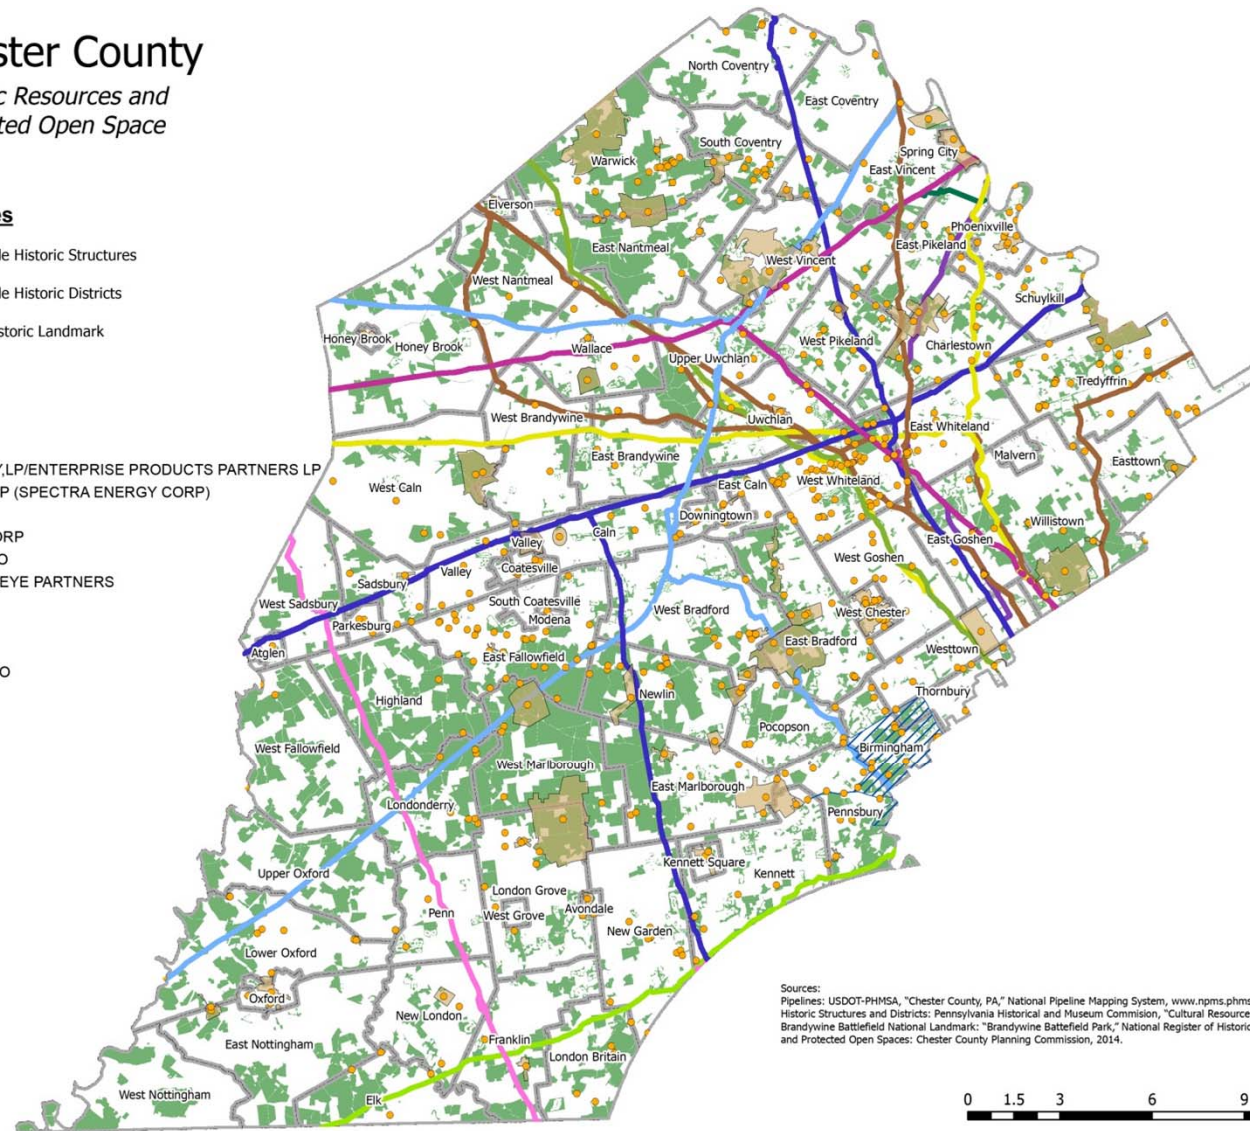 ster County
c Resources and
ted Open Space
es
le Historic Structures
le Historic Districts
storic Landmark
Y,LP/ENTERPRISE PRODUCTS PARTNERS LP
P (SPECTRA ENERGY CORP)
ORP
O
EYE PARTNERS
O
North Coventry
East Coventry
South Coventry
Warwick
Spring City
East Vincent
Elverson
Phoenixville
East Nantmeal
East Pikeland
West Vincent
West Nantmeal
Schuylkill
Honey Brook
Honey Brook
West Pikeland
Charlestown
Wallace
Upper Uwchlan
Tredyffrin
West Brandywine
Uwchlan
East Whiteland
Malvern
Easttown
East Brandywine
West Caln
East Caln
West Whiteland
Downingtown
Willistown
Caln
Valley
East Goshen
West Goshen
Coatesville
Valley
Sadsbury
West Sadsbury
South Coatesville
West Bradford
West Chester
Modena
Parkesburg
East Bradford
Atglen
East Fallowfield
Westtown
Newlin
Thornbury
Highland
Pocopson
West Fallowfield
Birmingham
West Marlborough
East Marlborough
Londonderry
Pennsbury
Kennett Square
Kennett
Upper Oxford
London Grove
Penn
West Grove
Avondale
New Garden
Lower Oxford
Oxford
New London
East Nottingham
Franklin
London Britain
West Nottingham
Elk
Sources:
Pipelines: USDOT-PHMSA, "Chester County, PA," National Pipeline Mapping System, www.npms.phms
Historic Structures and Districts: Pennsylvania Historical and Museum Commision, "Cultural Resource
Brandywine Battlefield National Landmark: "Brandywine Battefield Park," National Register of Historic
and Protected Open Spaces: Chester County Planning Commission, 2014.
0 1.5 3 6 9